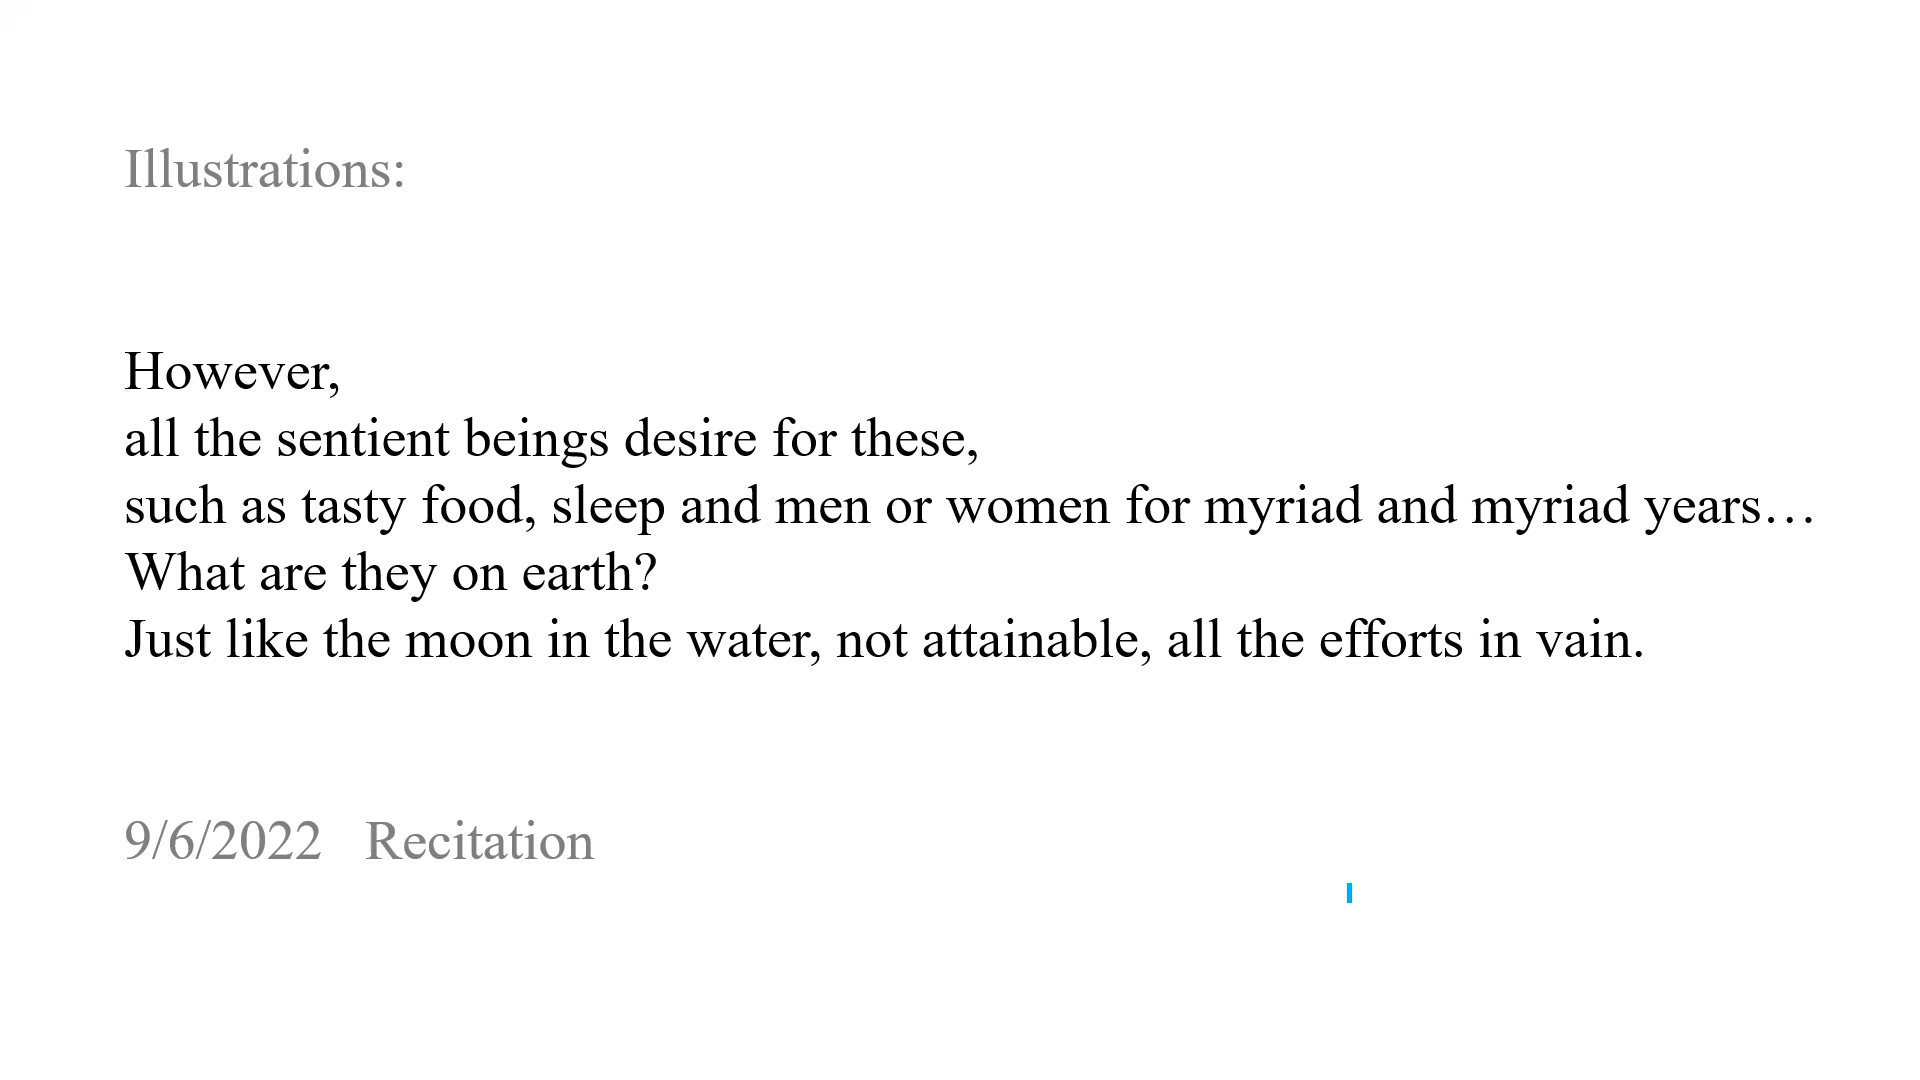 Illustrations:
However,
all the sentient beings desire for these,
such as tasty food, sleep and men or women for myriad and myriad years…
What are they on earth?
Just like the moon in the water, not attainable, all the efforts in vain.
9/6/2022   Recitation